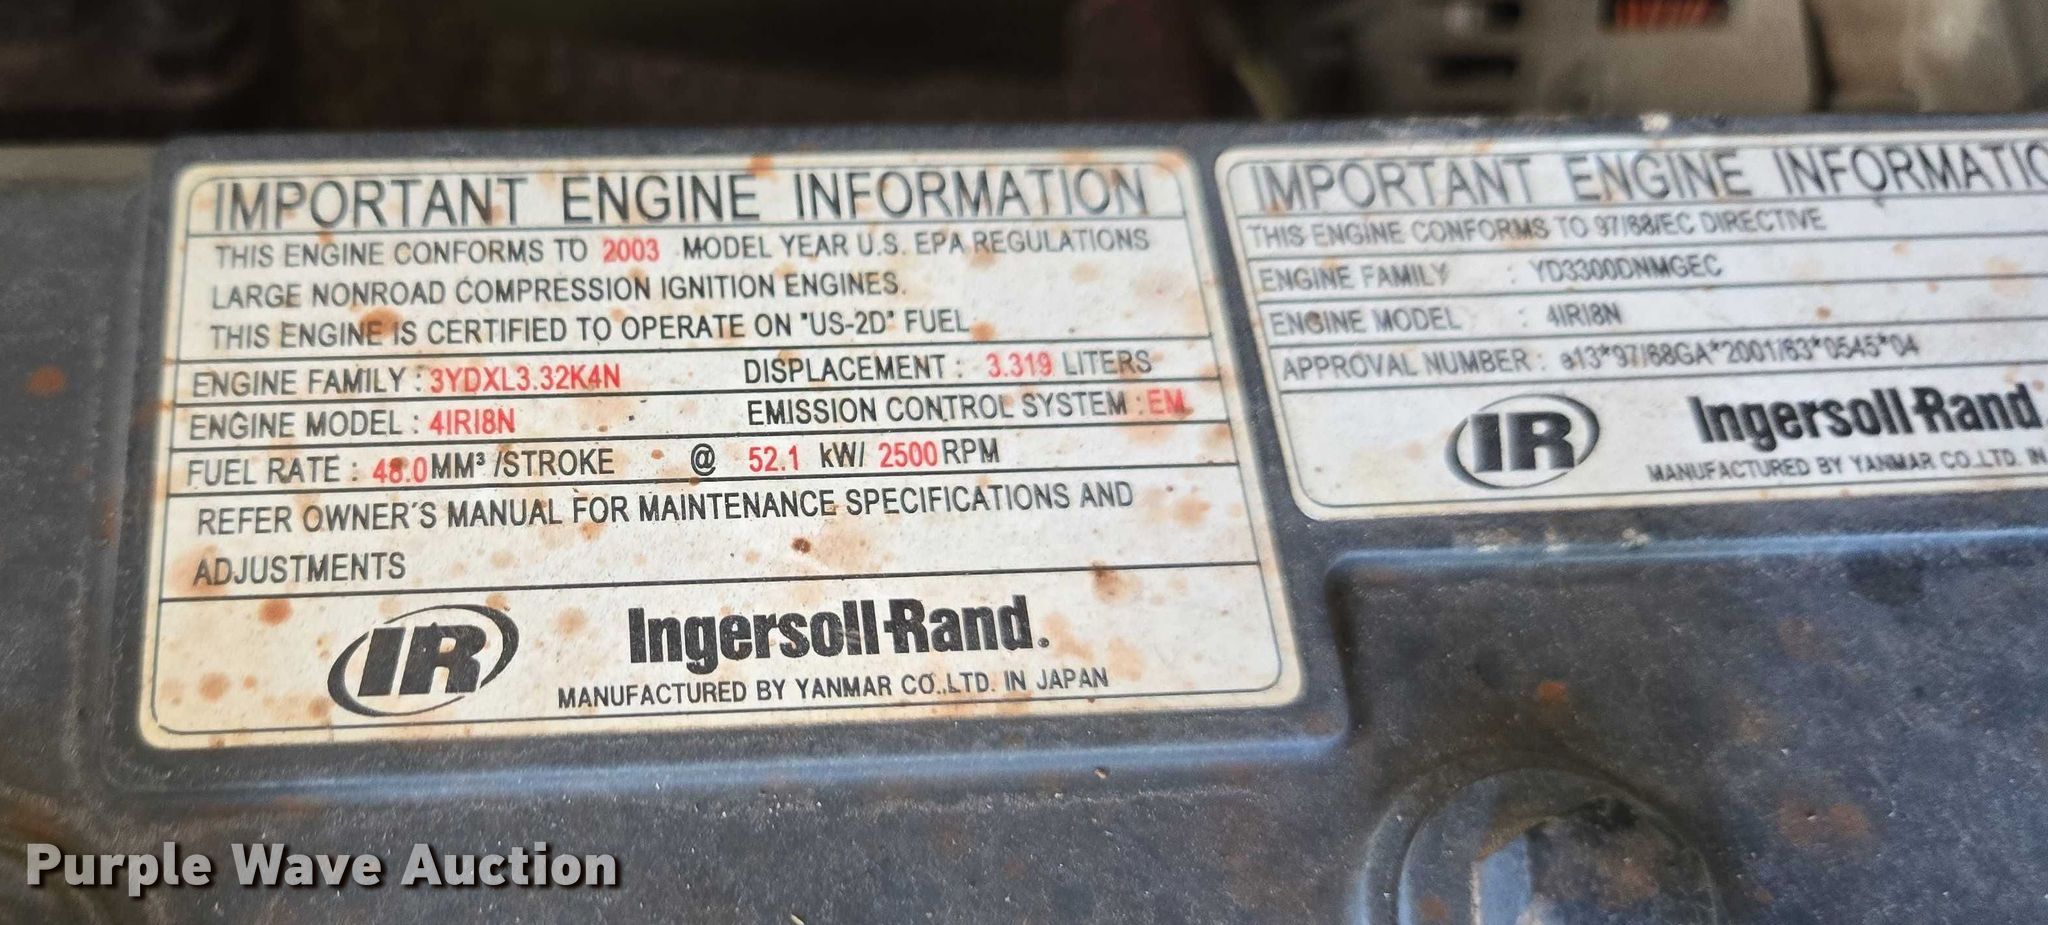 IMPORTANT ENGINE INFORMATION
THIS ENGINE CONFORMS TO 2003 MODEL YEAR U.S. EPA REGULATIONS
LARGE NONROAD COMPRESSION IGNITION ENGINES.
THIS ENGINE IS CERTIFIED TO OPERATE ON "US-2D" FUEL
ENGINE FAMILY : 3YDXL3.32K4N DISPLACEMENT : 3.319 LITERS
ENGINE MODEL : 4IRI8N EMISSION CONTROL SYSTEM : EM
FUEL RATE : 48.0 MM³ /STROKE @ 52.1 kW/ 2500 RPM
REFER OWNER'S MANUAL FOR MAINTENANCE SPECIFICATIONS AND
ADJUSTMENTS
IR Ingersoll-Rand.
MANUFACTURED BY YANMAR CO.,LTD. IN JAPAN
IMPORTANT ENGINE INFORMATIO
THIS ENGINE CONFORMS TO 97/68/EC DIRECTIVE
ENGINE FAMILY : YD3300DNMGEC
ENGINE MODEL : 4IRI8N
APPROVAL NUMBER : e13*97/68GA*2001/63*0545*04
IR Ingersoll-Rand
MANUFACTURED BY YANMAR CO.,LTD. IN
Purple Wave Auction